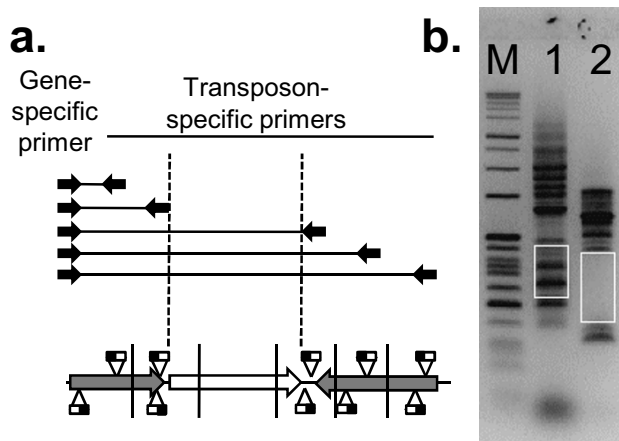 a.
Gene-
specific
primer
Transposon-
specific primers
b.
M 1 2